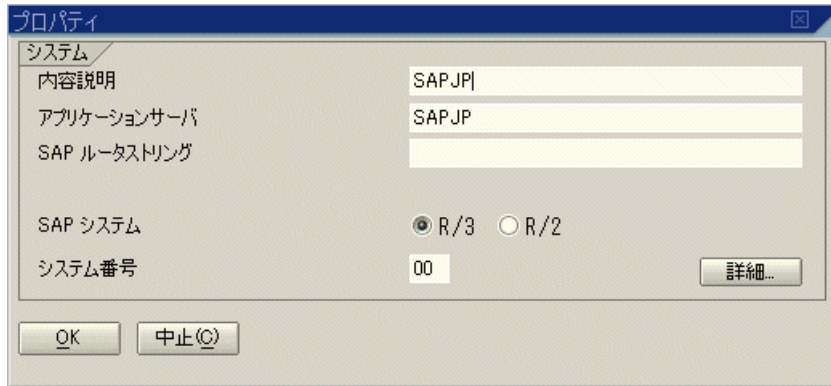 プロパティ
システム
内容説明 SAPJP
アプリケーションサーバ SAPJP
SAP ルータストリング
SAP システム R/3 R/2
システム番号 00 詳細...
OK 中止(C)